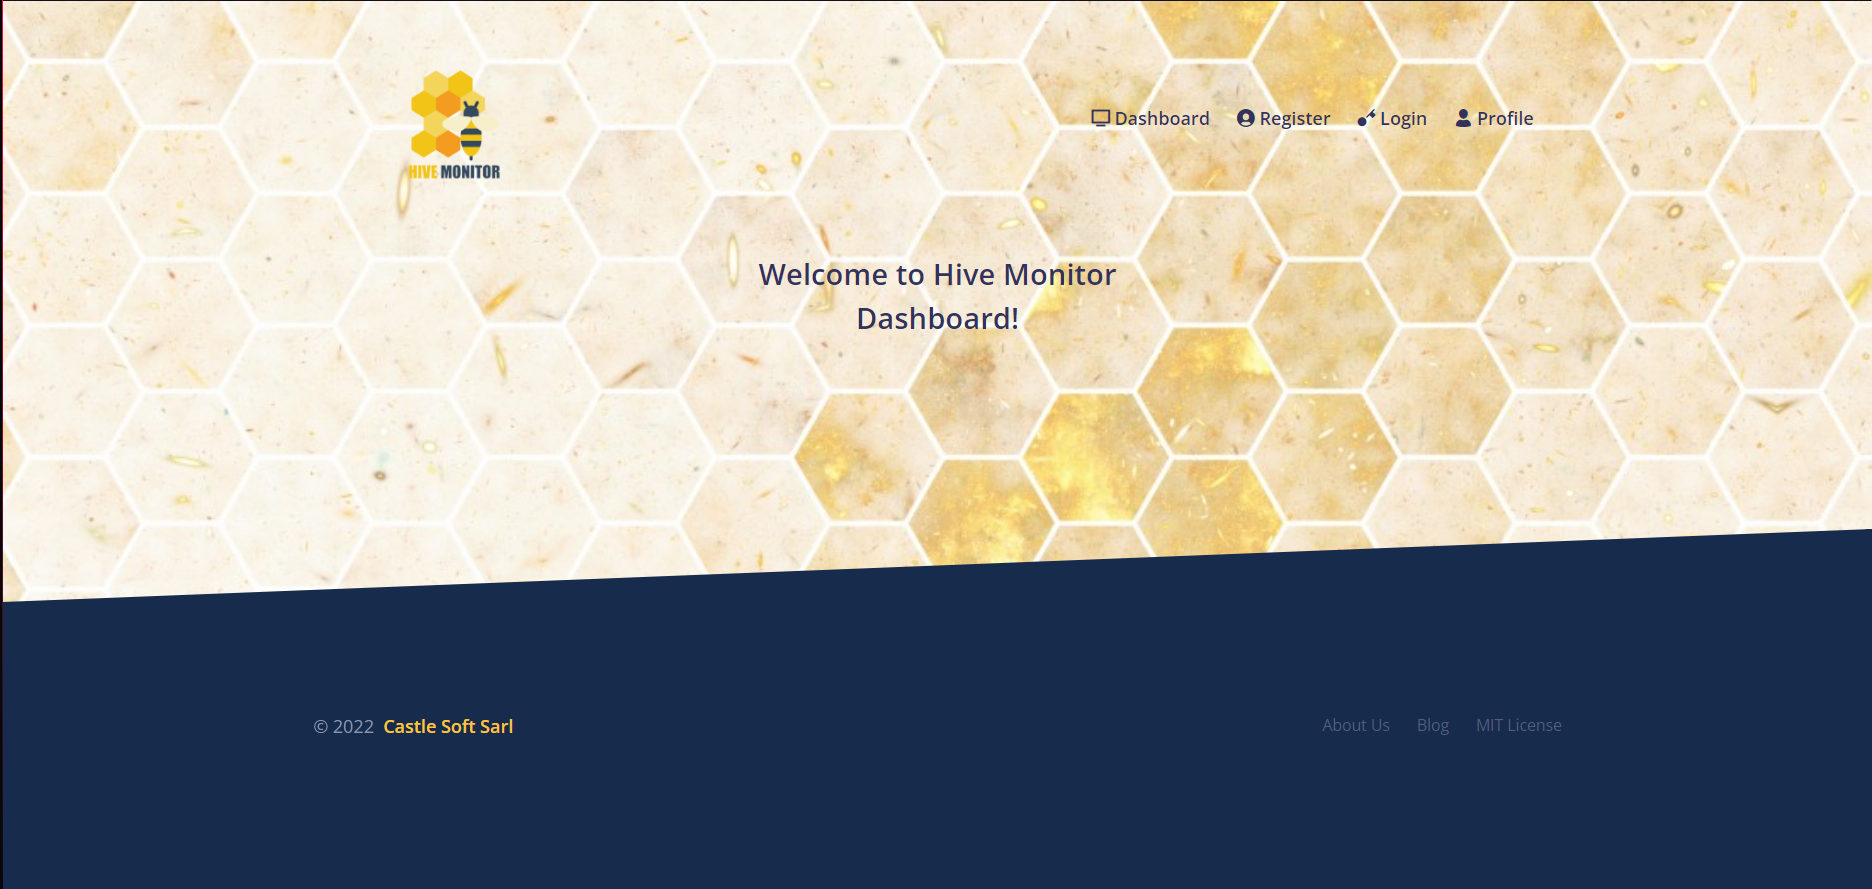 HIVE MONITOR
Dashboard Register Login Profile
Welcome to Hive Monitor
Dashboard!
© 2022 Castle Soft Sarl
About Us Blog MIT License